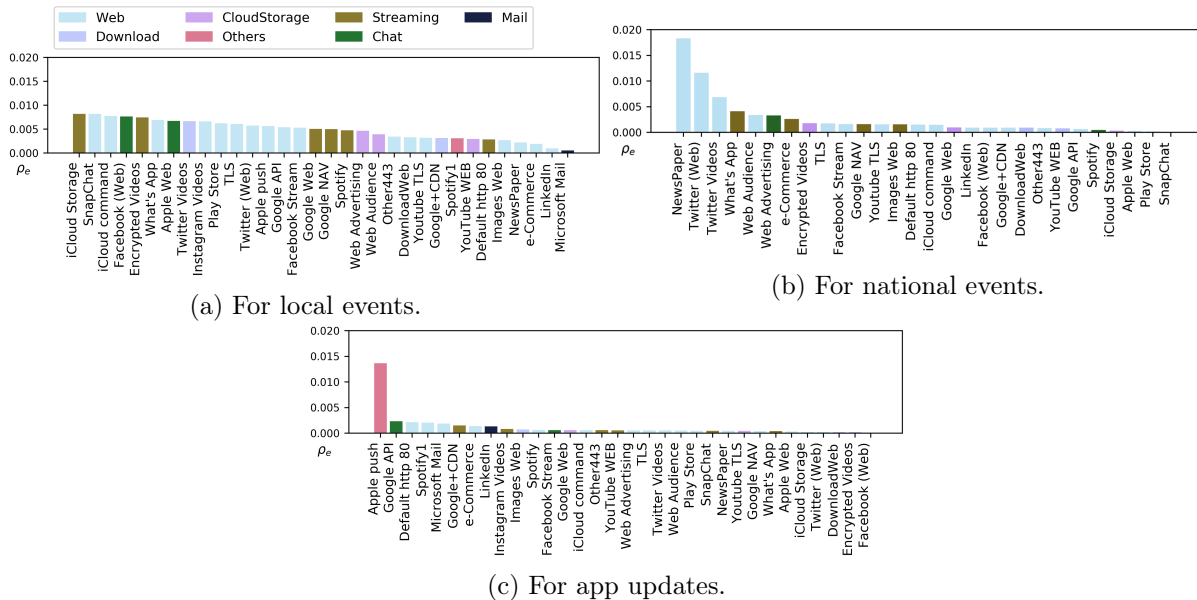 Web
CloudStorage
Streaming
Mail
Download
Others
Chat
0.020
0.015
0.010
0.005
0.000
ρe
iCloud Storage
SnapChat
iCloud command
Facebook (Web)
Encrypted Videos
What's App
Apple Web
Twitter Videos
Instagram Videos
Play Store
TLS
Twitter (Web)
Apple push
Google API
Facebook Stream
Google Web
Google NAV
Spotify
Web Advertising
Web Audience
Other443
DownloadWeb
Youtube TLS
Google+CDN
Spotify1
YouTube WEB
Default http 80
Images Web
NewsPaper
e-Commerce
LinkedIn
Microsoft Mail
(a) For local events.
0.020
0.015
0.010
0.005
0.000
ρe
NewsPaper
Twitter (Web)
Twitter Videos
What's App
Web Audience
Web Advertising
e-Commerce
Encrypted Videos
TLS
Facebook Stream
Google NAV
Youtube TLS
Images Web
Default http 80
iCloud command
Google Web
LinkedIn
Facebook (Web)
Google+CDN
DownloadWeb
Other443
YouTube WEB
Google API
Spotify
iCloud Storage
Apple Web
Play Store
SnapChat
(b) For national events.
0.020
0.015
0.010
0.005
0.000
ρe
Apple push
Google API
Default http 80
Spotify1
Microsoft Mail
Google+CDN
e-Commerce
LinkedIn
Instagram Videos
Images Web
Spotify
Facebook Stream
Google Web
iCloud command
Other443
YouTube WEB
Web Advertising
TLS
Twitter Videos
Web Audience
Play Store
SnapChat
NewsPaper
Youtube TLS
Google NAV
What's App
Apple Web
iCloud Storage
Twitter (Web)
DownloadWeb
Encrypted Videos
Facebook (Web)
(c) For app updates.